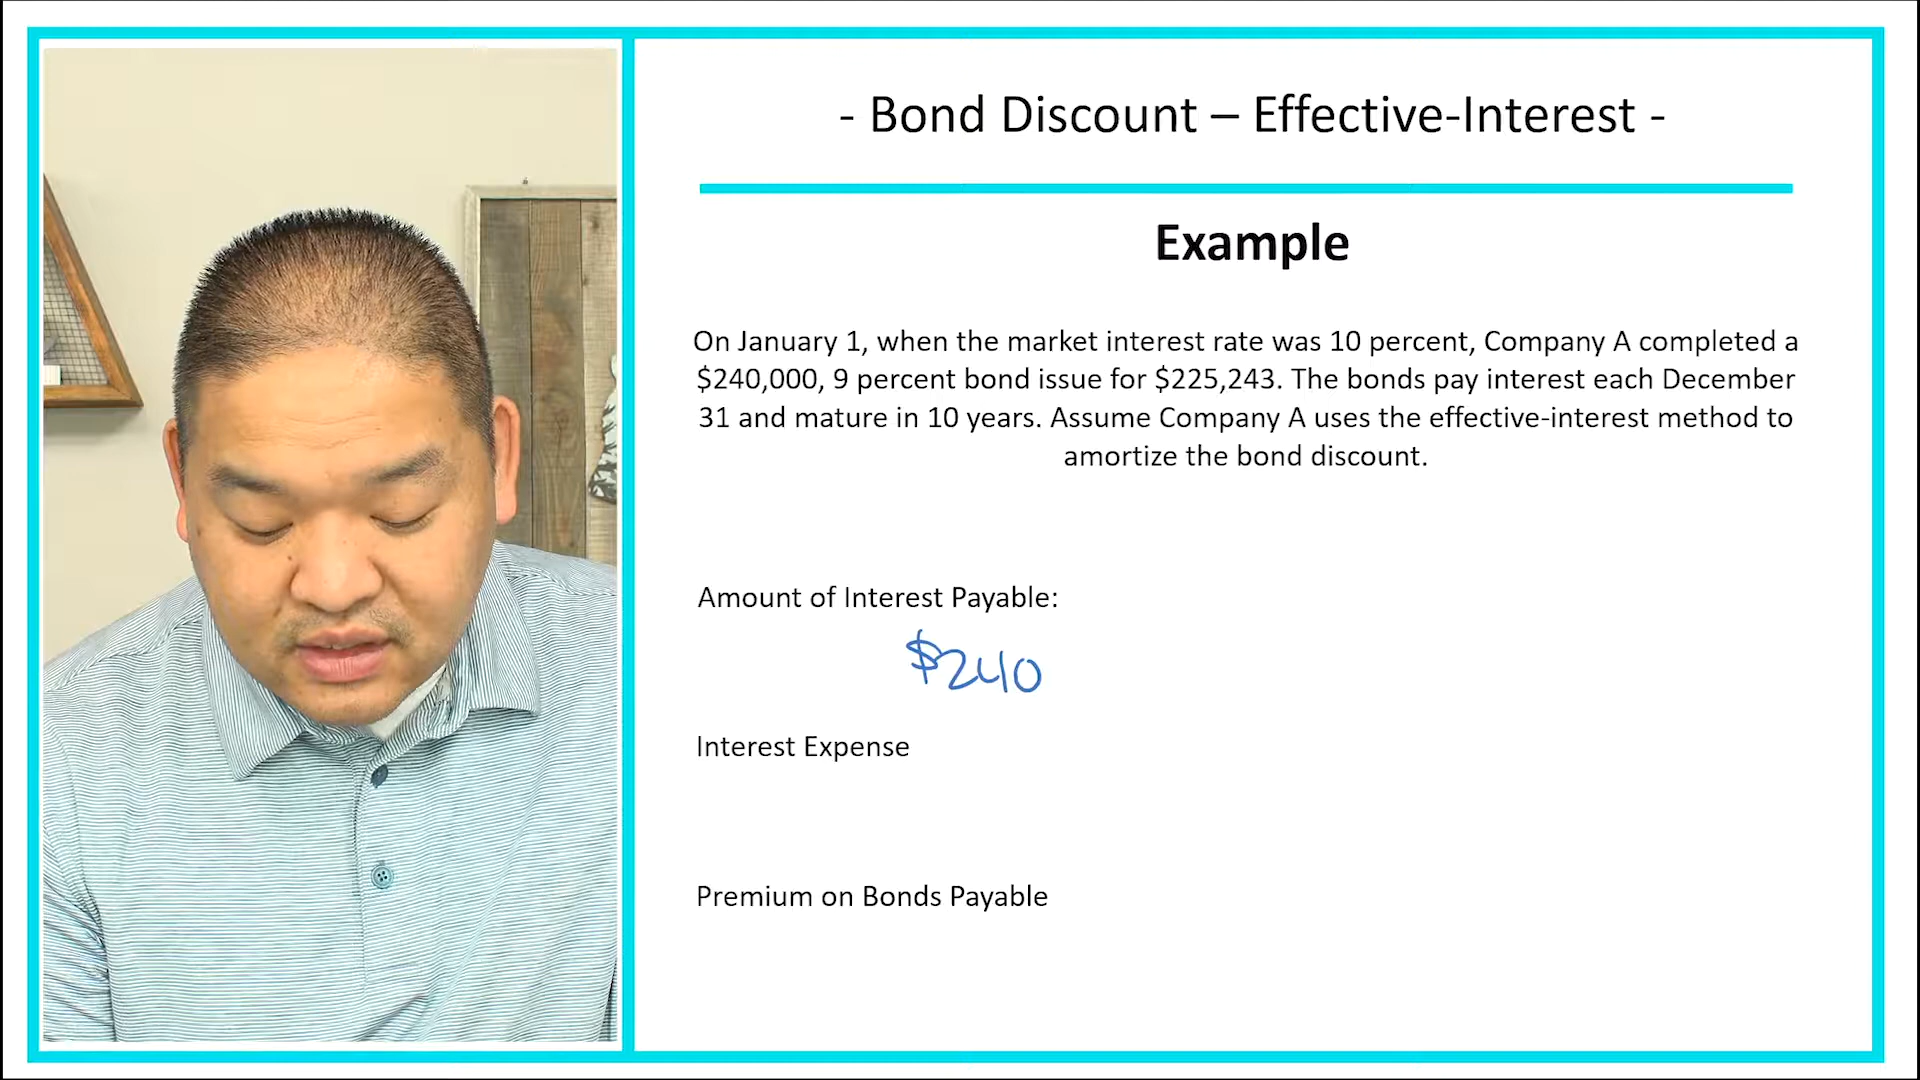 - Bond Discount – Effective-Interest -
Example
On January 1, when the market interest rate was 10 percent, Company A completed a
$240,000, 9 percent bond issue for $225,243. The bonds pay interest each December
31 and mature in 10 years. Assume Company A uses the effective-interest method to
amortize the bond discount.
Amount of Interest Payable:
$240
Interest Expense
Premium on Bonds Payable